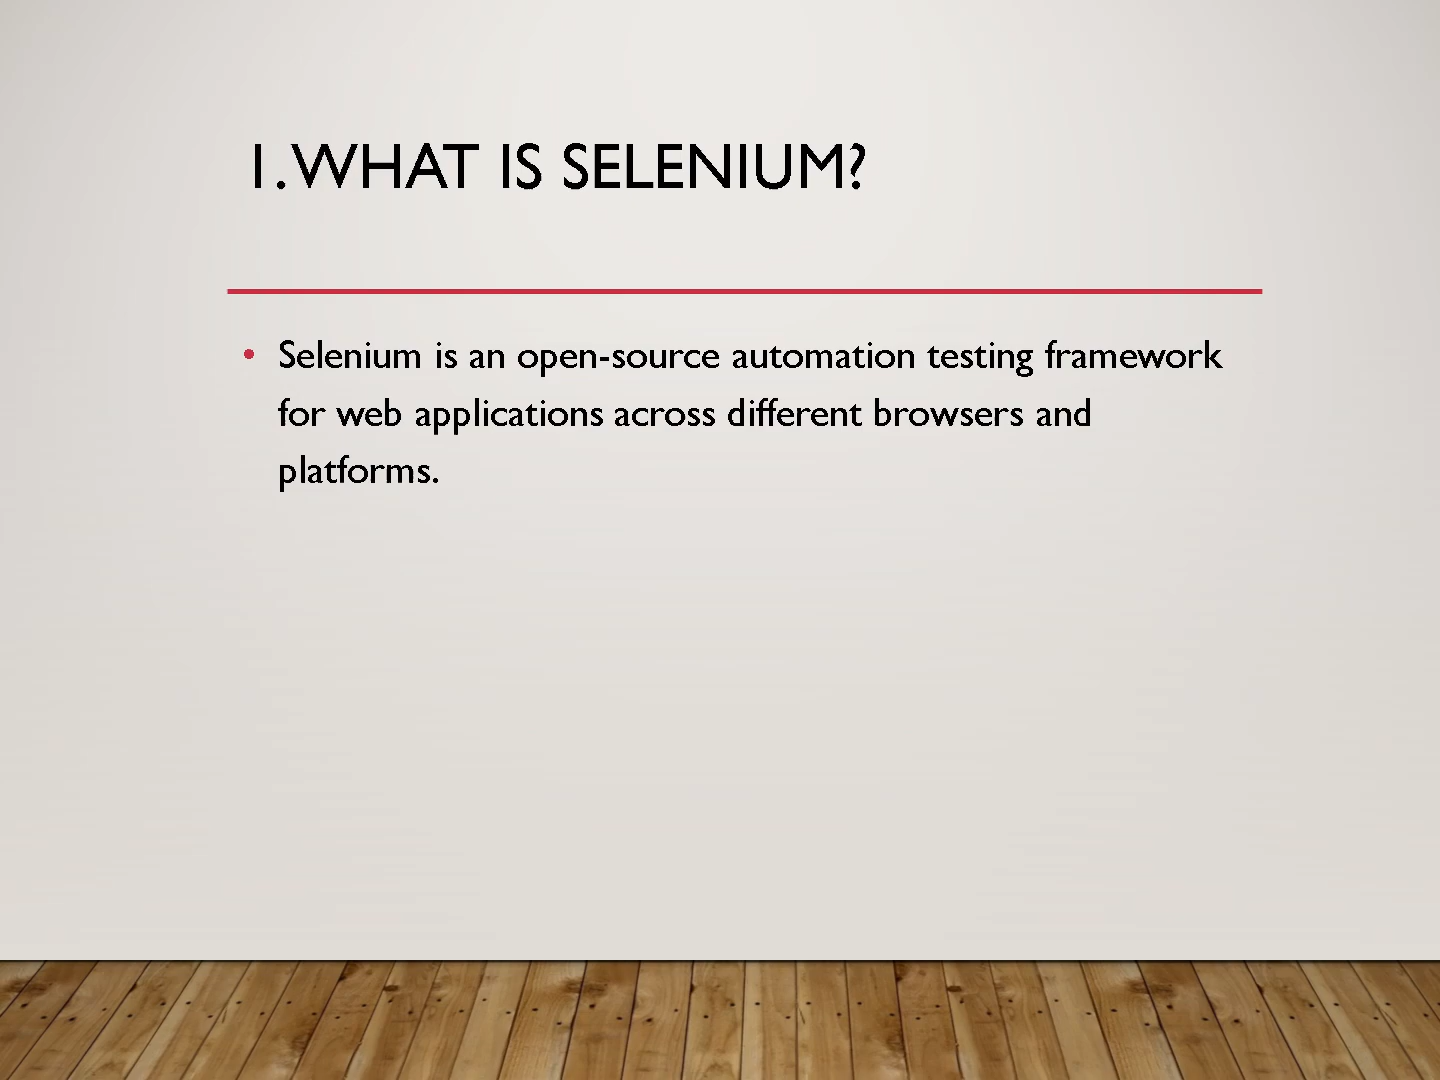 1. WHAT IS SELENIUM?
• Selenium is an open-source automation testing framework
for web applications across different browsers and
platforms.